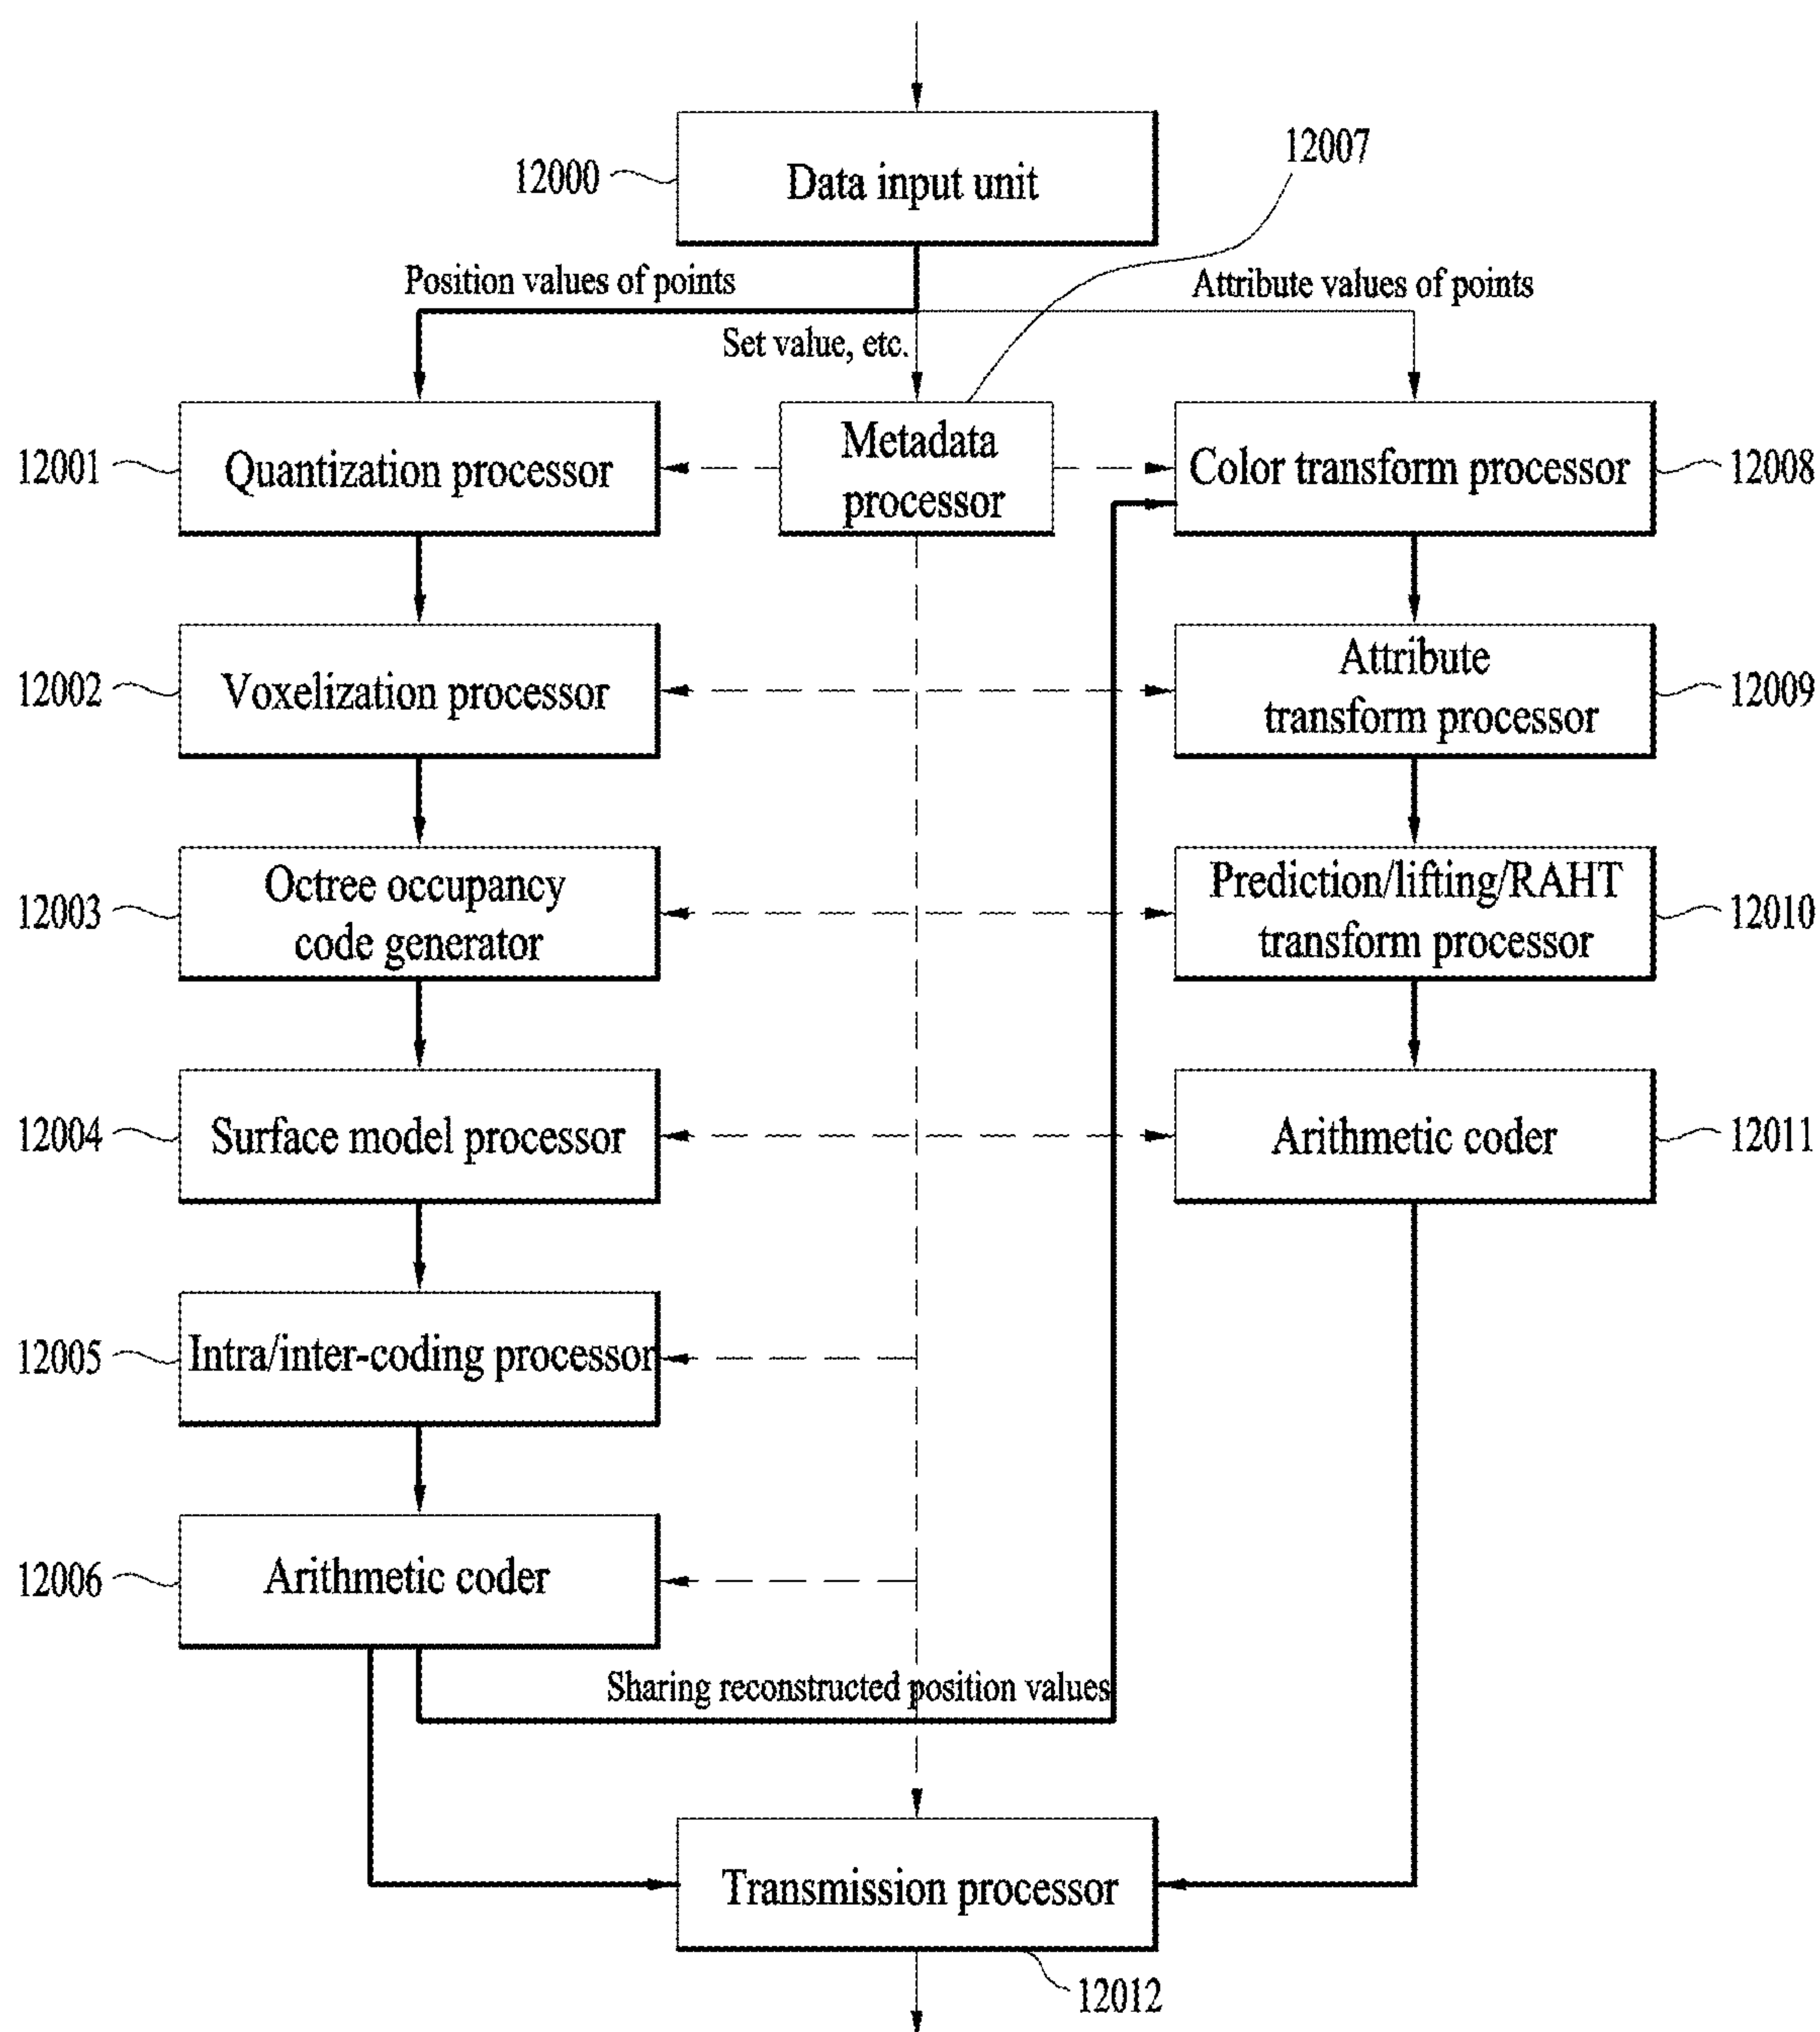 12000
Data input unit
12007
Position values of points
Set value, etc.
Attribute values of points
12001
Quantization processor
Metadata
processor
Color transform processor
12008
12002
Voxelization processor
Attribute
transform processor
12009
12003
Octree occupancy
code generator
Prediction/lifting/RAHT
transform processor
12010
12004
Surface model processor
Arithmetic coder
12011
12005
Intra/inter-coding processor
12006
Arithmetic coder
Sharing reconstructed position values
Transmission processor
12012